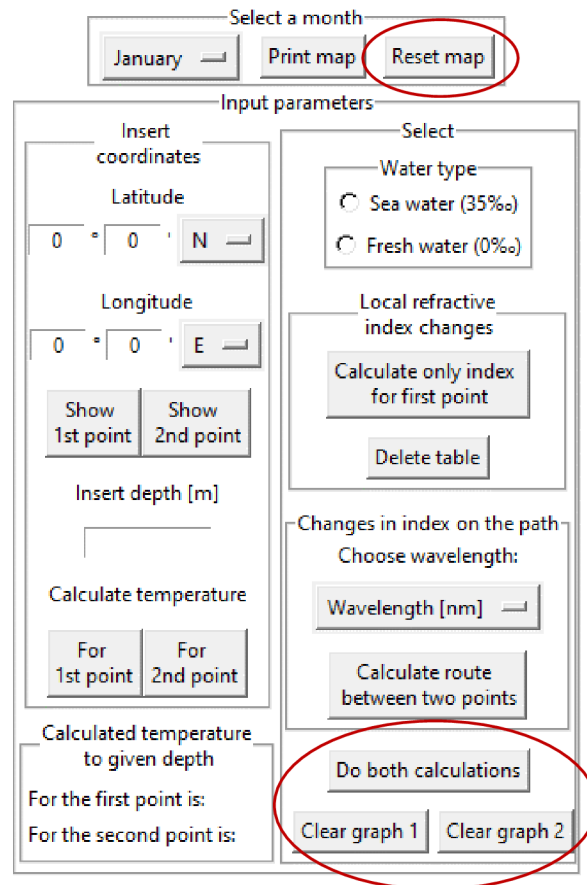 Select a month
January
Print map
Reset map
Input parameters
Insert
coordinates
Latitude
0 ° 0 ' N
Longitude
0 ° 0 ' E
Show
1st point
Show
2nd point
Insert depth [m]
Calculate temperature
For
1st point
For
2nd point
Calculated temperature
to given depth
For the first point is:
For the second point is:
Select
Water type
Sea water (35‰)
Fresh water (0‰)
Local refractive
index changes
Calculate only index
for first point
Delete table
Changes in index on the path
Choose wavelength:
Wavelength [nm]
Calculate route
between two points
Do both calculations
Clear graph 1
Clear graph 2